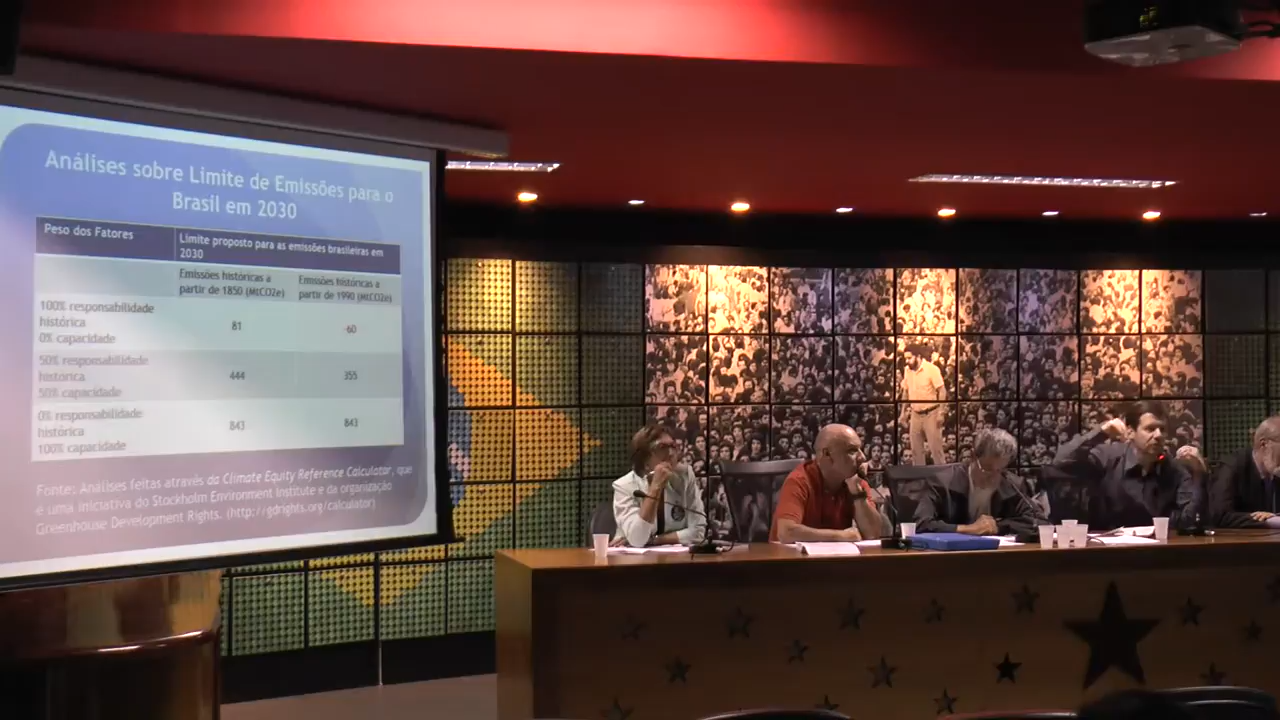 Análises sobre Limite de Emissões para o
Brasil em 2030
Peso dos Fatores
Limite proposto para as emissões brasileiras em
2030
Emissões históricas a
partir de 1850 (MtCO2e)
Emissões históricas a
partir de 1990 (MtCO2e)
100% responsabilidade
histórica
0% capacidade
81
-60
50% responsabilidade
histórica
50% capacidade
444
355
0% responsabilidade
histórica
100% capacidade
843
843
Fonte: Análises feitas através da Climate Equity Reference Calculator, que
é uma iniciativa do Stockholm Environment Institute e da organização
Greenhouse Development Rights. (http://gdrights.org/calculator)